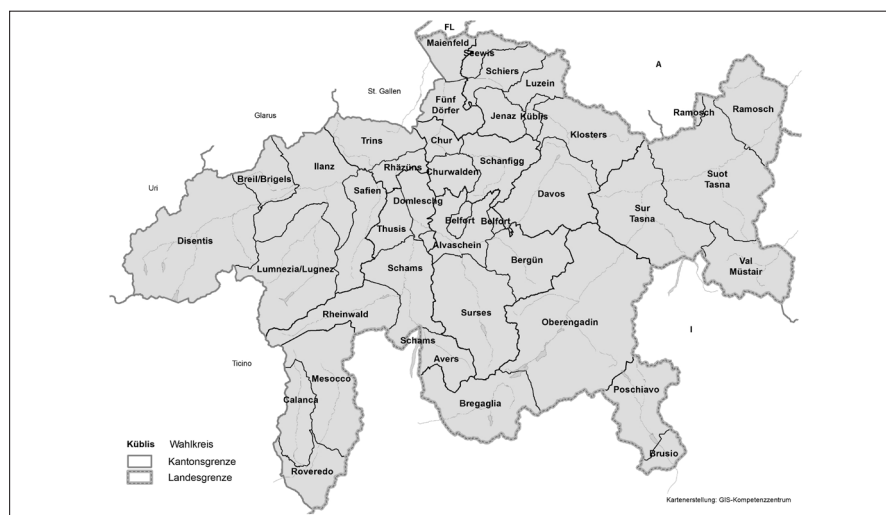 FL
Maienfeld
Seewis
Schiers
A
Luzein
St. Gallen
Fünf
Dörfer
Jenaz
Küblis
Ramosch
Ramosch
Glarus
Klosters
Trins
Chur
Schanfigg
Ilanz
Rhäzüns
Churwalden
Suot
Tasna
Breil/Brigels
Uri
Safien
Davos
Domleschg
Sur
Tasna
Belfort
Belfort
Thusis
Disentis
Alvaschein
Val
Müstair
Lumnezia/Lugnez
Schams
Bergün
Rheinwald
Surses
Oberengadin
I
Schams
Ticino
Avers
Mesocco
Poschiavo
Calanca
Bregaglia
Küblis Wahlkreis
Brusio
Kantonsgrenze
Roveredo
Landesgrenze
Kartenerstellung: GIS-Kompetenzzentrum